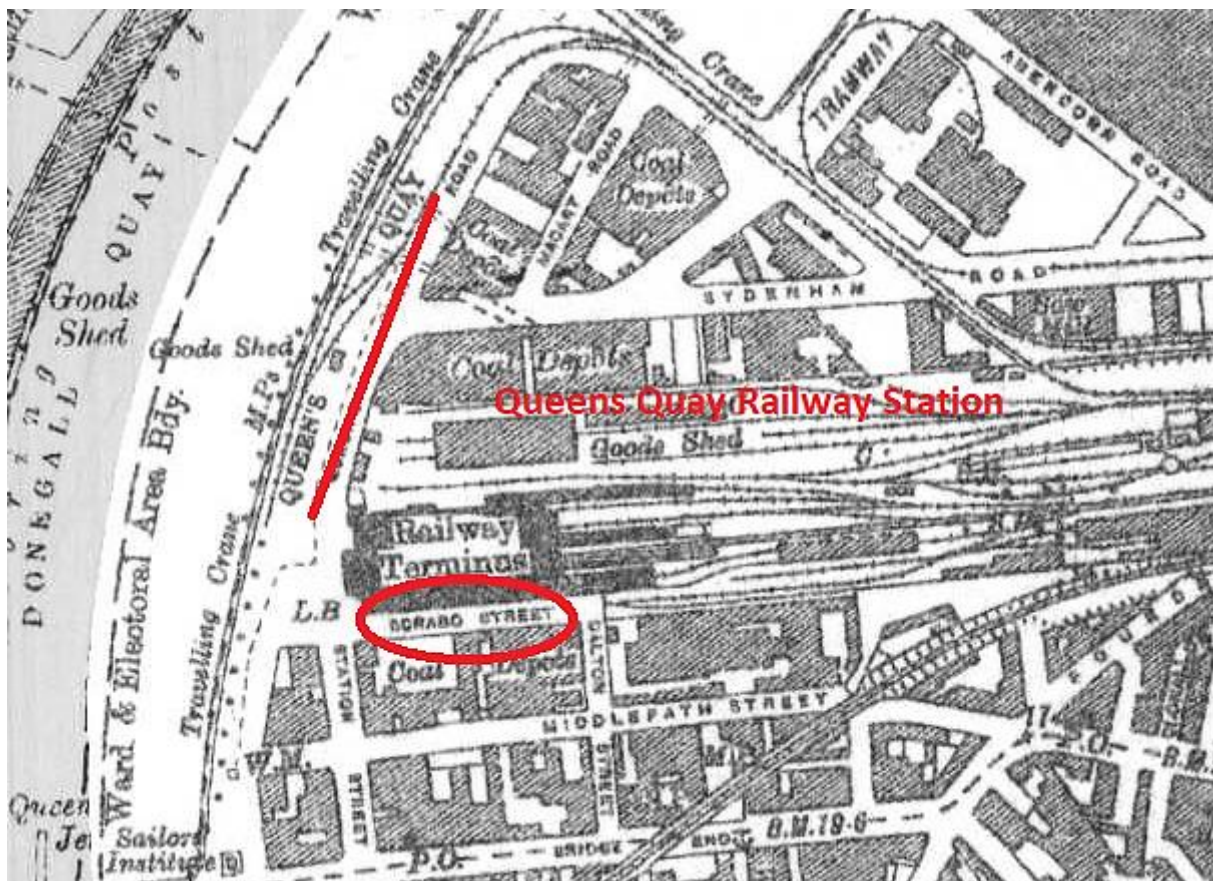 Travelling Crane
QUAY
ROAD
Crane
TRAMWAY
ABERCORN ROAD
Coal
Depots
MACART ROAD
Coal
SYDENHAM
ROAD
DONEGALL QUAY
Goods
Shed
Goods Shed
M.Ps
QUEEN'S
Coal Depots
Queens Quay Railway Station
Goods Shed
Ward & Electoral Area Bdy.
Travelling Crane
Railway
Terminus
L.B
STATION
STREET
Coal Depots
DALTON
STREET
MIDDLEPATH STREET
W.M.
Sailors
Institute
P.O.
BRIDGE END
B.M.19·6
P.O.
B.M.